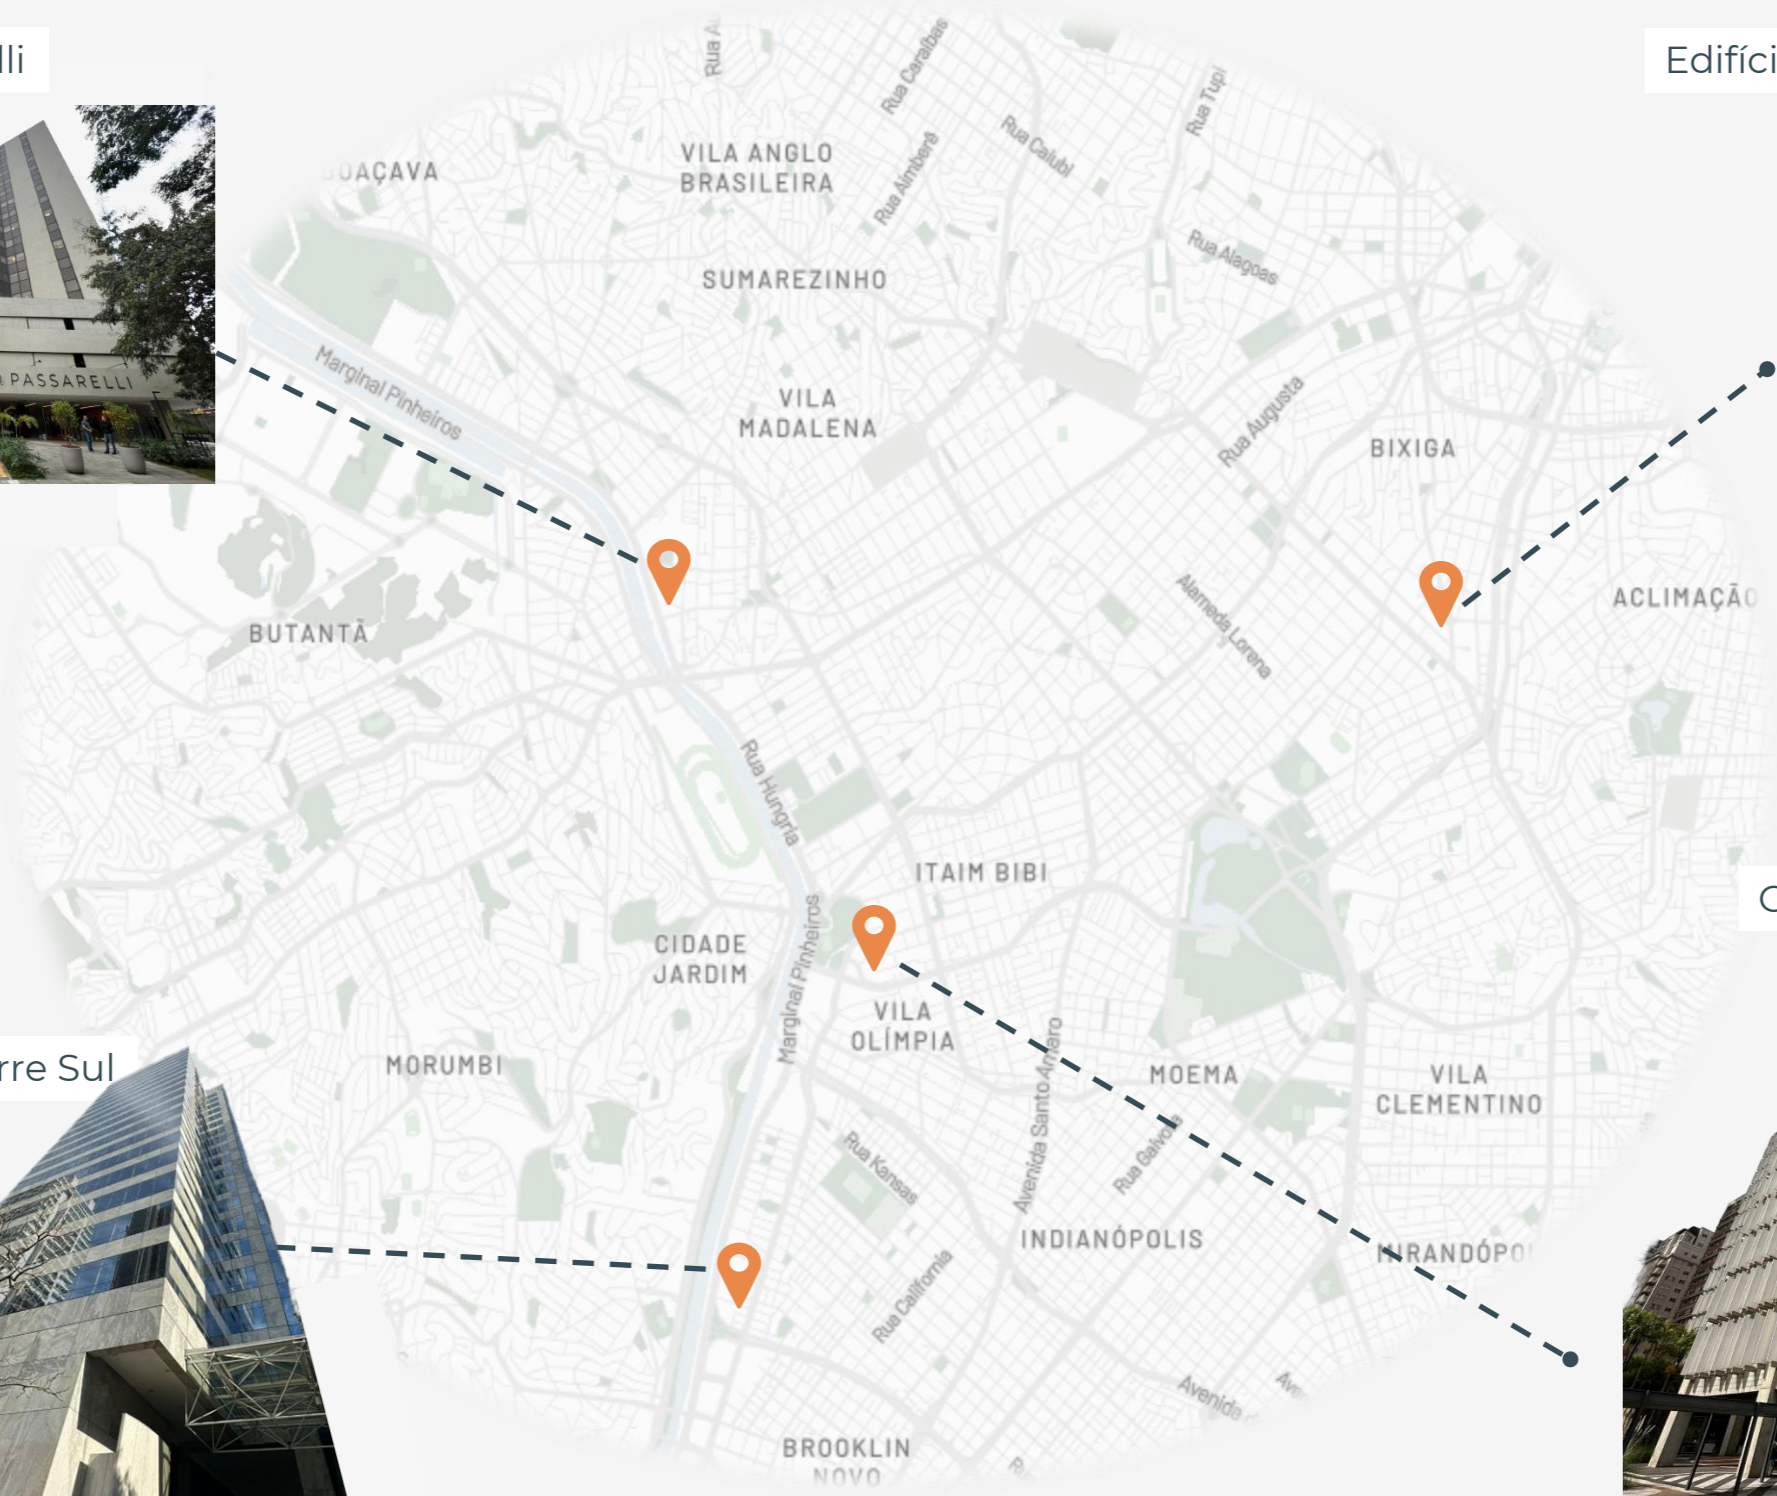 lli
Edifíci
Rua A
Rua Caraíbas
Rua Tupi
Rua Caiubi
VILA ANGLO
BRASILEIRA
Rua Aimberê
OAÇAVA
Rua Alagoas
SUMAREZINHO
Marginal Pinheiros
PASSARELLI
VILA
MADALENA
Rua Augusta
BIXIGA
ACLIMAÇÃO
Alameda Lorena
BUTANTÃ
Rua Hungria
ITAIM BIBI
CIDADE
JARDIM
Marginal Pinheiros
VILA
OLÍMPIA
rre Sul
MORUMBI
Avenida Santo Amaro
MOEMA
VILA
CLEMENTINO
Rua Kansas
Rua Gaivota
INDIANÓPOLIS
MIRANDÓPO
Rua California
Avenida
Ave
BROOKLIN
NOVO